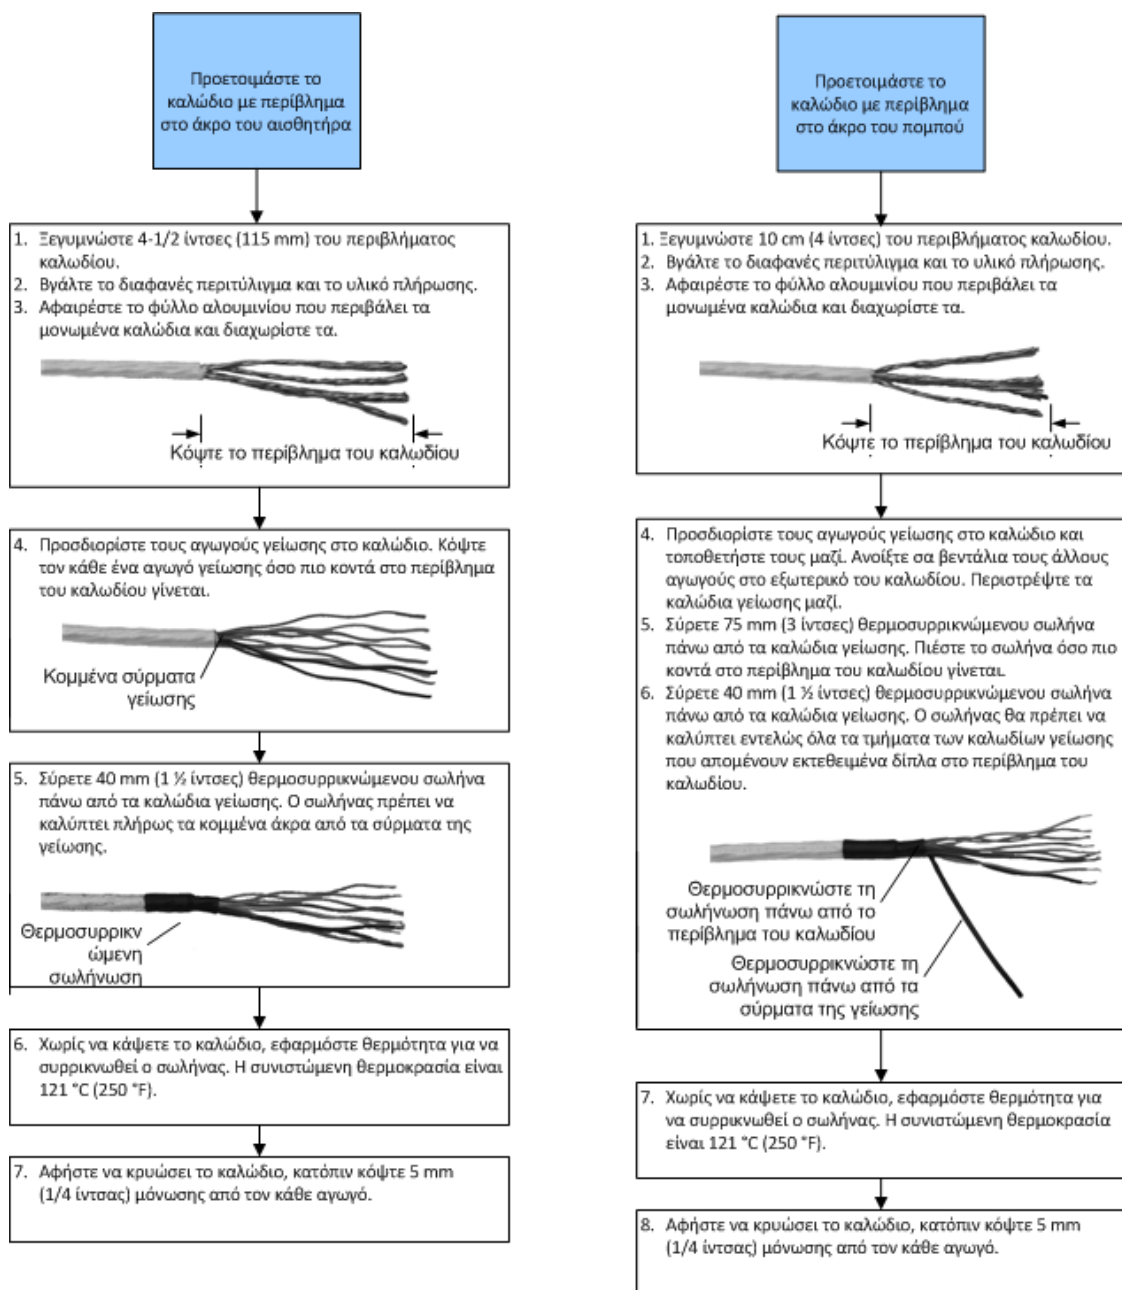 Προετοιμάστε το
καλώδιο με περίβλημα
στο άκρο του αισθητήρα
1. Ξεγυμνώστε 4-1/2 ίντσες (115 mm) του περιβλήματος
καλωδίου.
2. Βγάλτε το διαφανές περιτύλιγμα και το υλικό πλήρωσης.
3. Αφαιρέστε το φύλλο αλουμινίου που περιβάλει τα
μονωμένα καλώδια και διαχωρίστε τα.
Κόψτε το περίβλημα του καλωδίου
4. Προσδιορίστε τους αγωγούς γείωσης στο καλώδιο. Κόψτε
τον κάθε ένα αγωγό γείωσης όσο πιο κοντά στο περίβλημα
του καλωδίου γίνεται.
Κομμένα σύρματα
γείωσης
5. Σύρετε 40 mm (1 ½ ίντσες) θερμοσυρρικνώμενου σωλήνα
πάνω από τα καλώδια γείωσης. Ο σωλήνας πρέπει να
καλύπτει πλήρως τα κομμένα άκρα από τα σύρματα της
γείωσης.
Θερμοσυρρικν
ώμενη
σωλήνωση
6. Χωρίς να κάψετε το καλώδιο, εφαρμόστε θερμότητα για να
συρρικνωθεί ο σωλήνας. Η συνιστώμενη θερμοκρασία είναι
121 °C (250 °F).
7. Αφήστε να κρυώσει το καλώδιο, κατόπιν κόψτε 5 mm
(1/4 ίντσας) μόνωσης από τον κάθε αγωγό.
Προετοιμάστε το
καλώδιο με περίβλημα
στο άκρο του πομπού
1. Ξεγυμνώστε 10 cm (4 ίντσες) του περιβλήματος καλωδίου.
2. Βγάλτε το διαφανές περιτύλιγμα και το υλικό πλήρωσης.
3. Αφαιρέστε το φύλλο αλουμινίου που περιβάλει τα
μονωμένα καλώδια και διαχωρίστε τα.
Κόψτε το περίβλημα του καλωδίου
4. Προσδιορίστε τους αγωγούς γείωσης στο καλώδιο και
τοποθετήστε τους μαζί. Ανοίξτε σα βεντάλια τους άλλους
αγωγούς στο εξωτερικό του καλωδίου. Περιστρέψτε τα
καλώδια γείωσης μαζί.
5. Σύρετε 75 mm (3 ίντσες) θερμοσυρρικνώμενου σωλήνα
πάνω από τα καλώδια γείωσης. Πιέστε το σωλήνα όσο πιο
κοντά στο περίβλημα του καλωδίου γίνεται.
6. Σύρετε 40 mm (1 ½ ίντσες) θερμοσυρρικνώμενου σωλήνα
πάνω από τα καλώδια γείωσης. Ο σωλήνας θα πρέπει να
καλύπτει εντελώς όλα τα τμήματα των καλωδίων γείωσης
που απομένουν εκτεθειμένα δίπλα στο περίβλημα του
καλωδίου.
Θερμοσυρρικνώστε τη
σωλήνωση πάνω από το
περίβλημα του καλωδίου
Θερμοσυρρικνώστε τη
σωλήνωση πάνω από τα
σύρματα της γείωσης
7. Χωρίς να κάψετε το καλώδιο, εφαρμόστε θερμότητα για
να συρρικνωθεί ο σωλήνας. Η συνιστώμενη θερμοκρασία
είναι 121 °C (250 °F).
8. Αφήστε να κρυώσει το καλώδιο, κατόπιν κόψτε 5 mm
(1/4 ίντσας) μόνωσης από τον κάθε αγωγό.